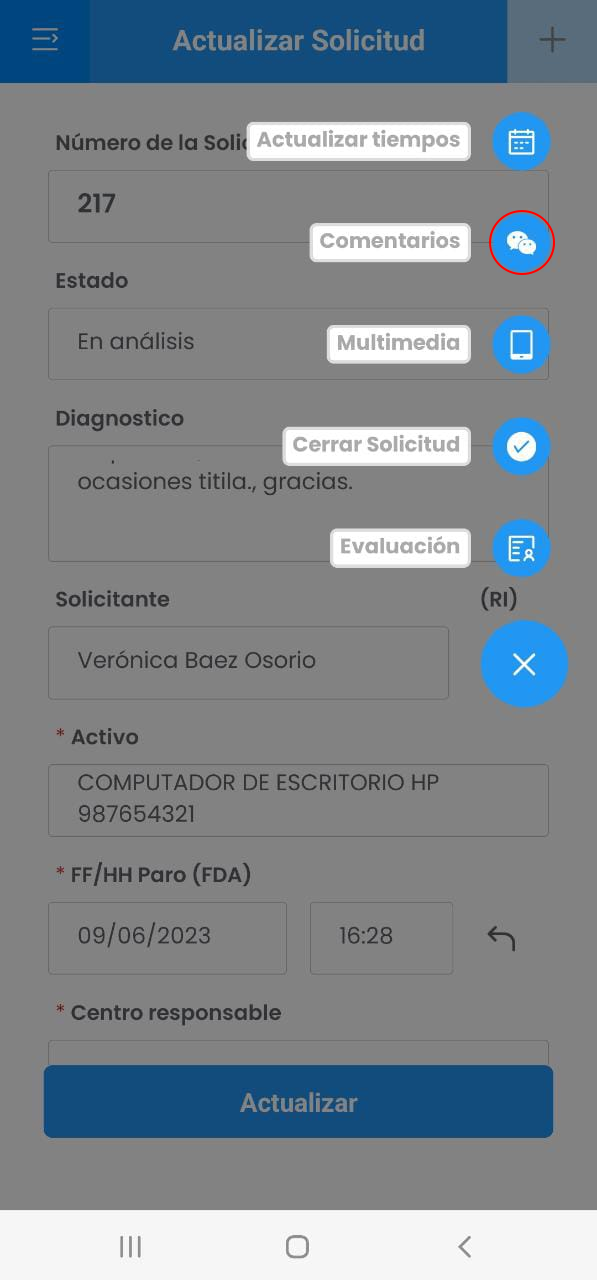 Actualizar Solicitud
Número de la Solic
Actualizar tiempos
217
Comentarios
Estado
En análisis
Multimedia
Diagnostico
Cerrar Solicitud
ocasiones titila., gracias.
Evaluación
Solicitante
(RI)
Verónica Baez Osorio
* Activo
COMPUTADOR DE ESCRITORIO HP
987654321
* FF/HH Paro (FDA)
09/06/2023
16:28
* Centro responsable
Actualizar